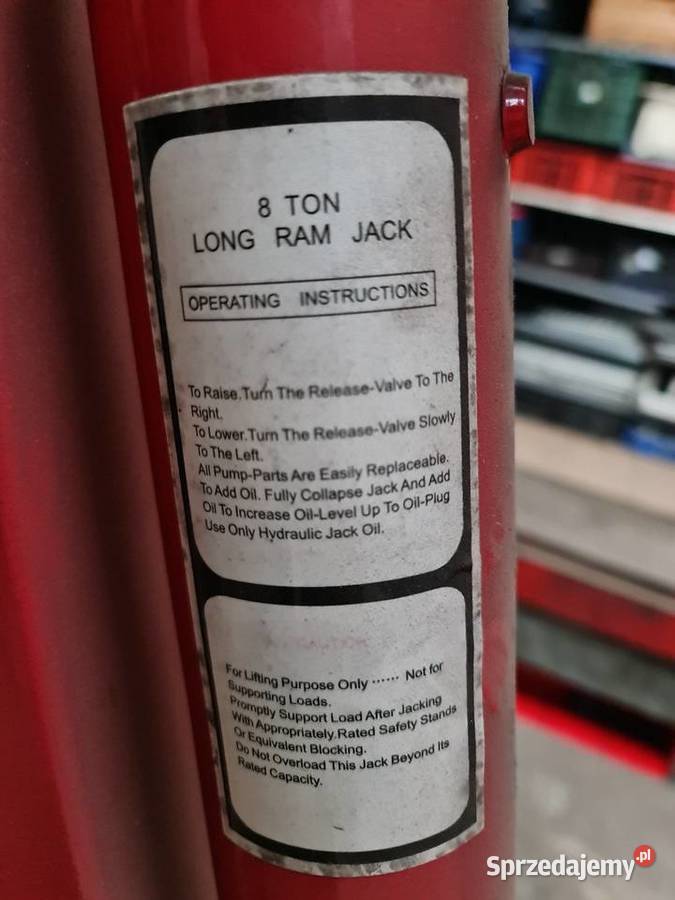 8 TON
LONG RAM JACK
OPERATING INSTRUCTIONS
To Raise.Turn The Release-Valve To The
Right.
To Lower.Turn The Release-Valve Slowly
To The Left.
All Pump-Parts Are Easily Replaceable.
To Add Oil. Fully Collapse Jack And Add
Oil To Increase Oil-Level Up To Oil-Plug
Use Only Hydraulic Jack Oil.
CAUTION
For Lifting Purpose Only ······ Not for
Supporting Loads.
Promptly Support Load After Jacking
With Appropriately.Rated Safety Stands
Or Equivalent Blocking.
Do Not Overload This Jack Beyond Its
Rated Capacity.
Sprzedajemy.pl